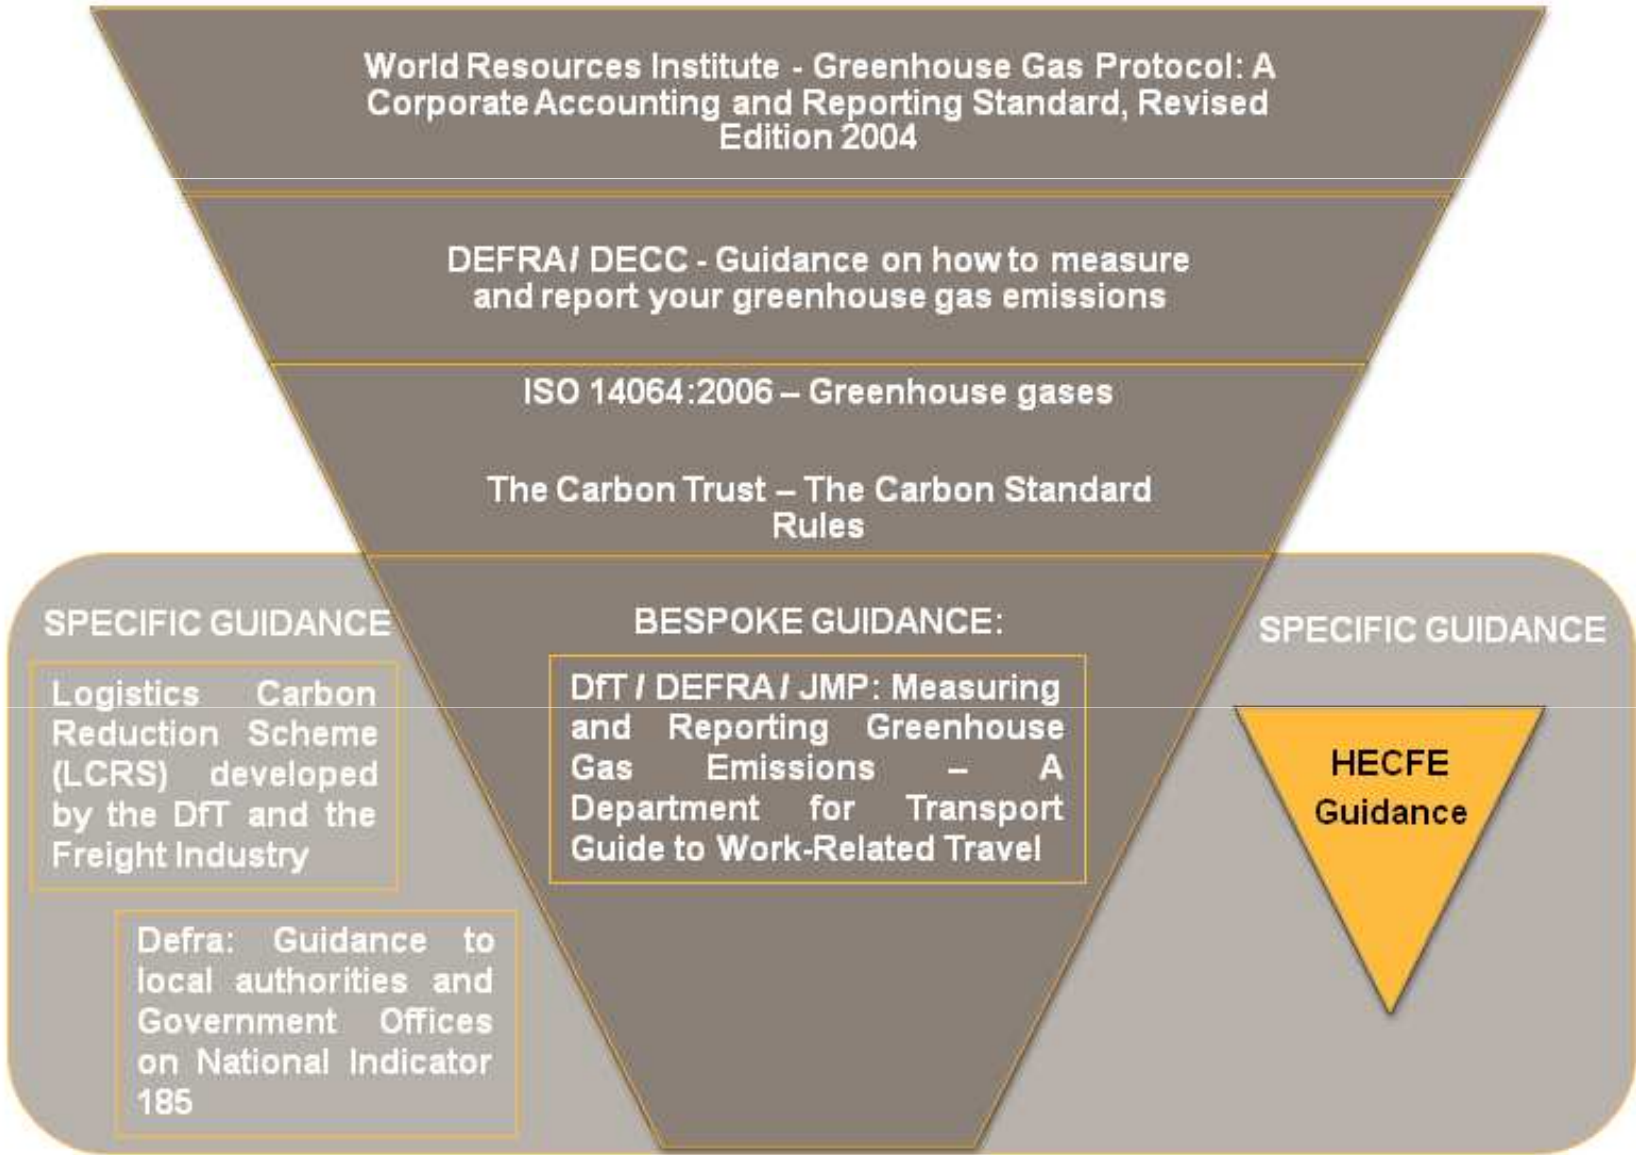 World Resources Institute - Greenhouse Gas Protocol: A
Corporate Accounting and Reporting Standard, Revised
Edition 2004
DEFRA / DECC - Guidance on how to measure
and report your greenhouse gas emissions
ISO 14064:2006 – Greenhouse gases
The Carbon Trust – The Carbon Standard
Rules
SPECIFIC GUIDANCE
Logistics Carbon
Reduction Scheme
(LCRS) developed
by the DfT and the
Freight Industry
Defra: Guidance to
local authorities and
Government Offices
on National Indicator
185
BESPOKE GUIDANCE:
DfT / DEFRA / JMP: Measuring
and Reporting Greenhouse
Gas Emissions – A
Department for Transport
Guide to Work-Related Travel
SPECIFIC GUIDANCE
HECFE
Guidance